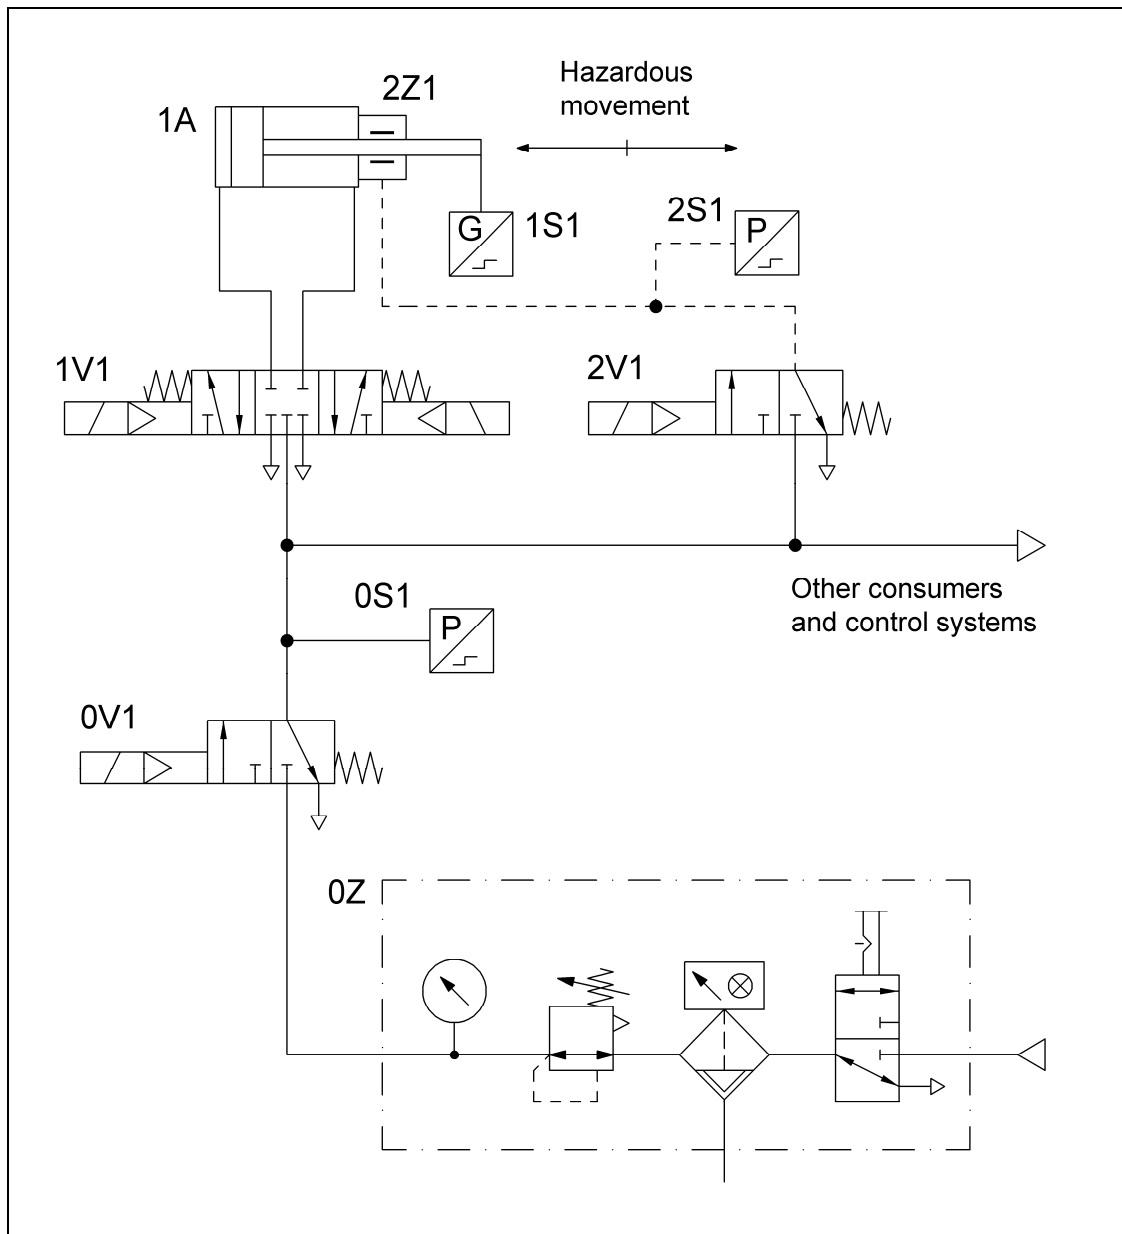 Hazardous
movement
2Z1
1A
G
1S1
2S1
P
1V1
2V1
Other consumers
and control systems
0S1
P
0V1
0Z